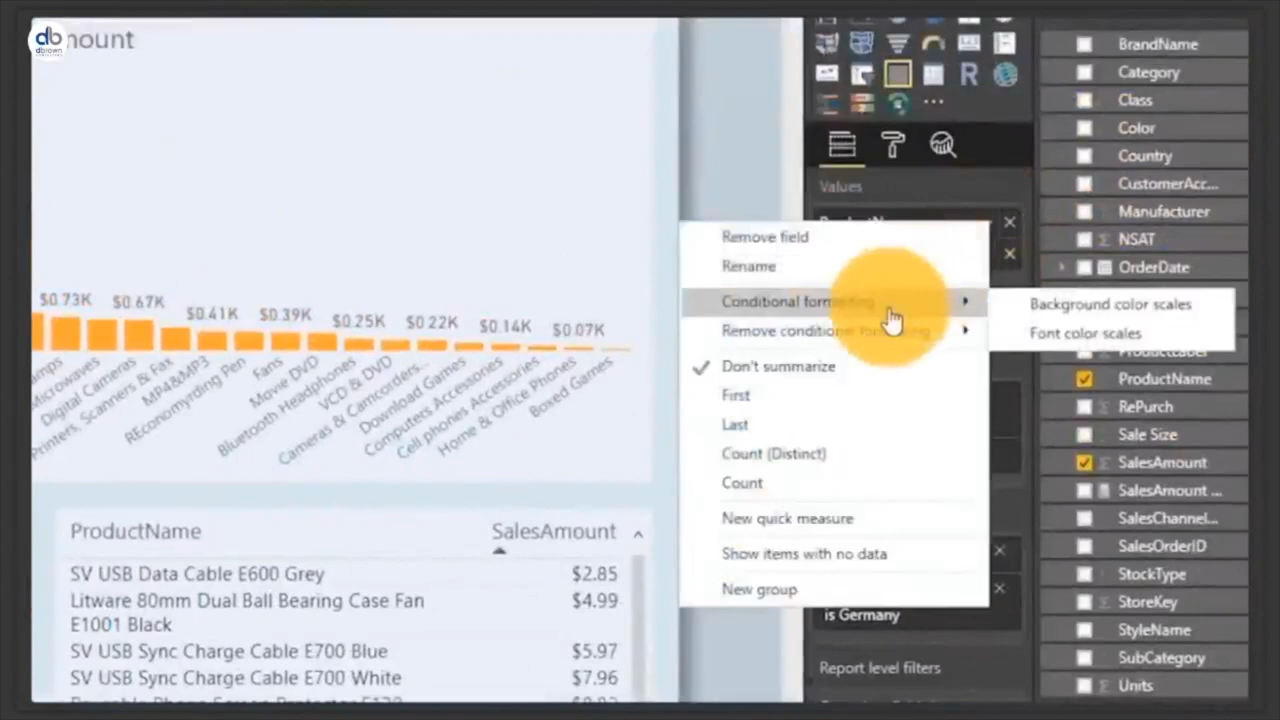 db
dbrown
mount
$0.73K
$0.67K
$0.41K
$0.39K
$0.25K
$0.22K
$0.14K
$0.07K
Microwaves
Digital Cameras
Printers, Scanners & Fax
MP4&MP3
REconomyrding Pen
Fans
Movie DVD
Bluetooth Headphones
VCD & DVD
Cameras & Camcorders...
Download Games
Computers Accessories
Cell phones Accessories
Home & Office Phones
Boxed Games
ProductName SalesAmount
SV USB Data Cable E600 Grey $2.85
Litware 80mm Dual Ball Bearing Case Fan $4.99
E1001 Black
SV USB Sync Charge Cable E700 Blue $5.97
SV USB Sync Charge Cable E700 White $7.96
R
Values
Remove field
Rename
Conditional formatting
Remove conditional formatting
Don't summarize
First
Last
Count (Distinct)
Count
New quick measure
Show items with no data
New group
Background color scales
Font color scales
is Germany
Report level filters
BrandName
Category
Class
Color
Country
CustomerAcc...
Manufacturer
NSAT
OrderDate
ProductLabel
ProductName
RePurch
Sale Size
SalesAmount
SalesAmount ...
SalesChannel...
SalesOrderID
StockType
StoreKey
StyleName
SubCategory
Units